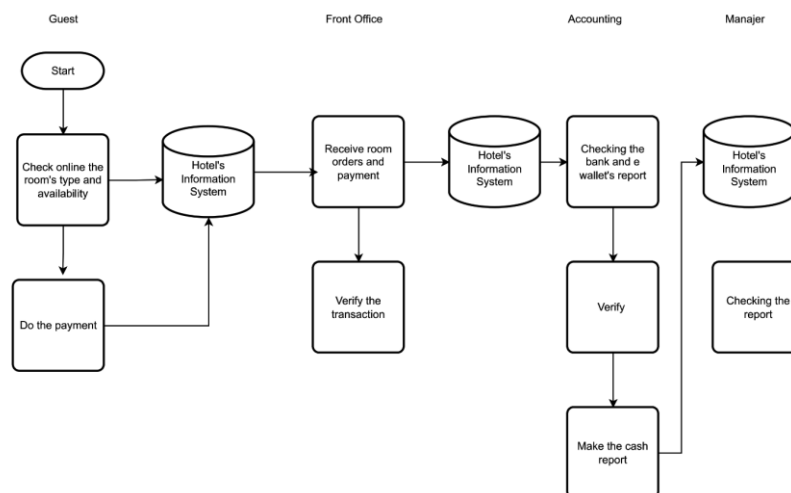 Guest
Front Office
Accounting
Manajer
Start
Check online the
room's type and
availability
Hotel's
Information
System
Receive room
orders and
payment
Hotel's
Information
System
Checking the
bank and e
wallet's report
Hotel's
Information
System
Do the payment
Verify the
transaction
Verify
Checking the
report
Make the cash
report